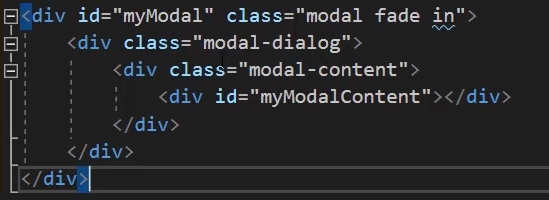 <div id="myModal" class="modal fade in">
    <div class="modal-dialog">
        <div class="modal-content">
            <div id="myModalContent"></div>
        </div>
    </div>
</div>